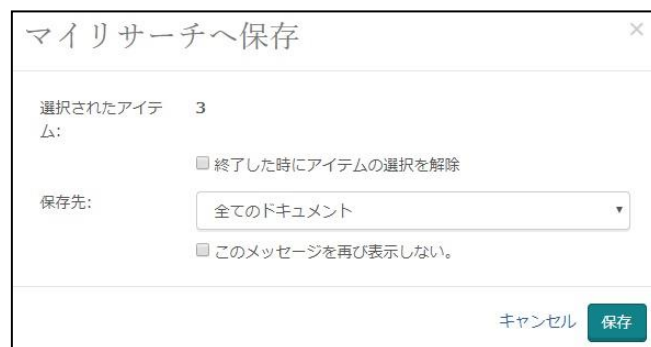 マイリサーチへ保存
×
選択されたアイテ
ム:
3
終了した時にアイテムの選択を解除
保存先:
全てのドキュメント
このメッセージを再び表示しない。
キャンセル
保存